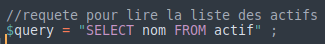 //requete pour lire la liste des actifs
$query = "SELECT nom FROM actif" ;